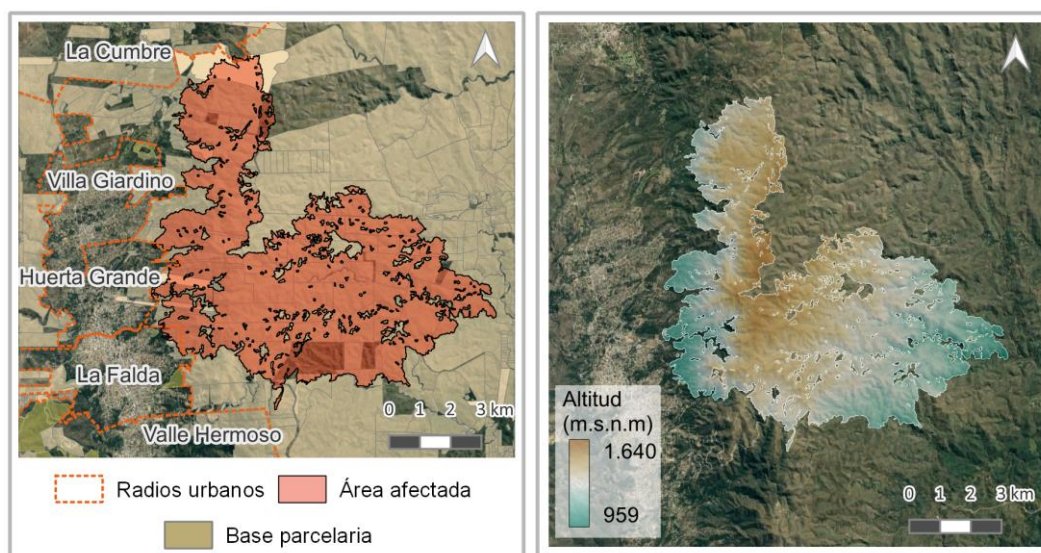 La Cumbre
Villa Giardino
Huerta Grande
La Falda
Valle Hermoso
0 1 2 3 km
Radios urbanos
Área afectada
Base parcelaria
Altitud
(m.s.n.m)
1.640
959
0 1 2 3 km